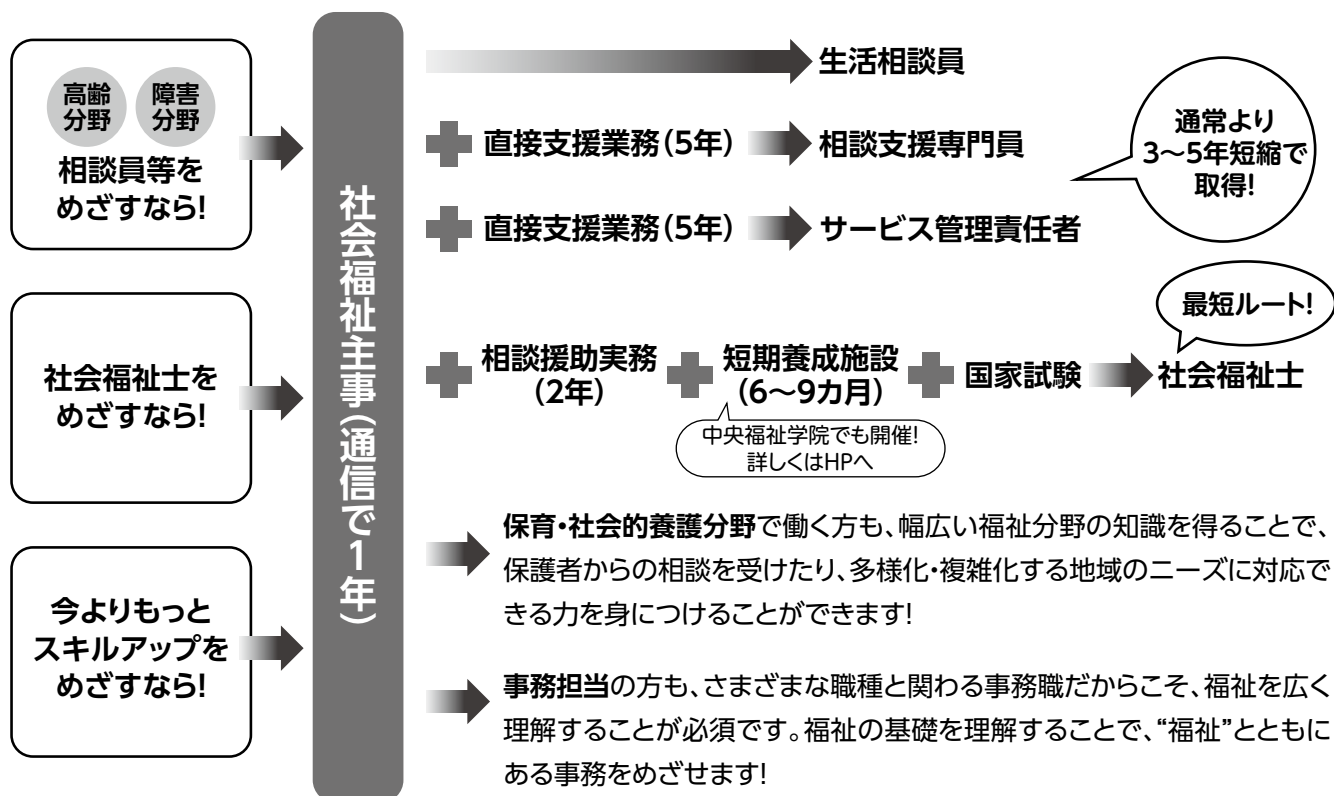 高齢
分野
障害
分野
相談員等を
めざすなら!
社会福祉士を
めざすなら!
今よりもっと
スキルアップを
めざすなら!
社会福祉主事(通信で1年)
生活相談員
直接支援業務(5年)
相談支援専門員
直接支援業務(5年)
サービス管理責任者
通常より
3〜5年短縮で
取得!
相談援助実務
(2年)
短期養成施設
(6〜9カ月)
中央福祉学院でも開催!
詳しくはHPへ
国家試験
社会福祉士
最短ルート!
保育・社会的養護分野で働く方も、幅広い福祉分野の知識を得ることで、
保護者からの相談を受けたり、多様化・複雑化する地域のニーズに対応で
きる力を身につけることができます!
事務担当の方も、さまざまな職種と関わる事務職だからこそ、福祉を広く
理解することが必須です。福祉の基礎を理解することで、“福祉”とともに
ある事務をめざせます!